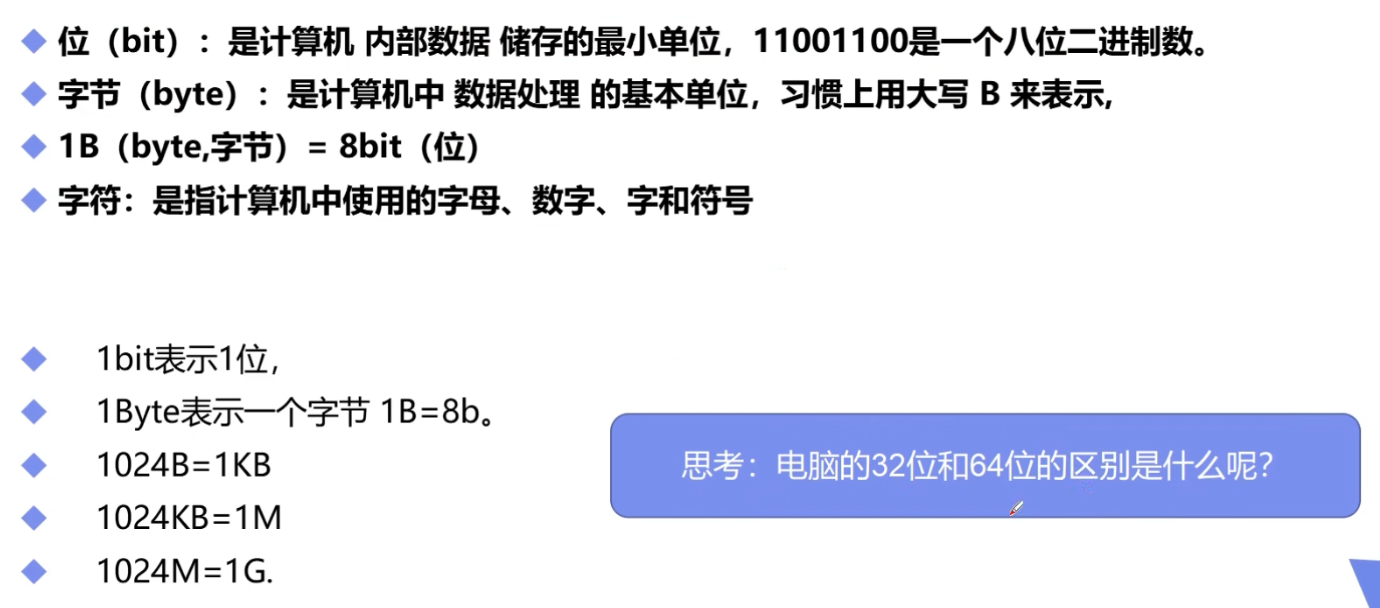 位（bit）：是计算机 内部数据 储存的最小单位，11001100是一个八位二进制数。
字节（byte）：是计算机中 数据处理 的基本单位，习惯上用大写 B 来表示,
1B（byte,字节）= 8bit（位）
字符：是指计算机中使用的字母、数字、字和符号
1bit表示1位，
1Byte表示一个字节 1B=8b。
1024B=1KB
1024KB=1M
1024M=1G.
思考：电脑的32位和64位的区别是什么呢？